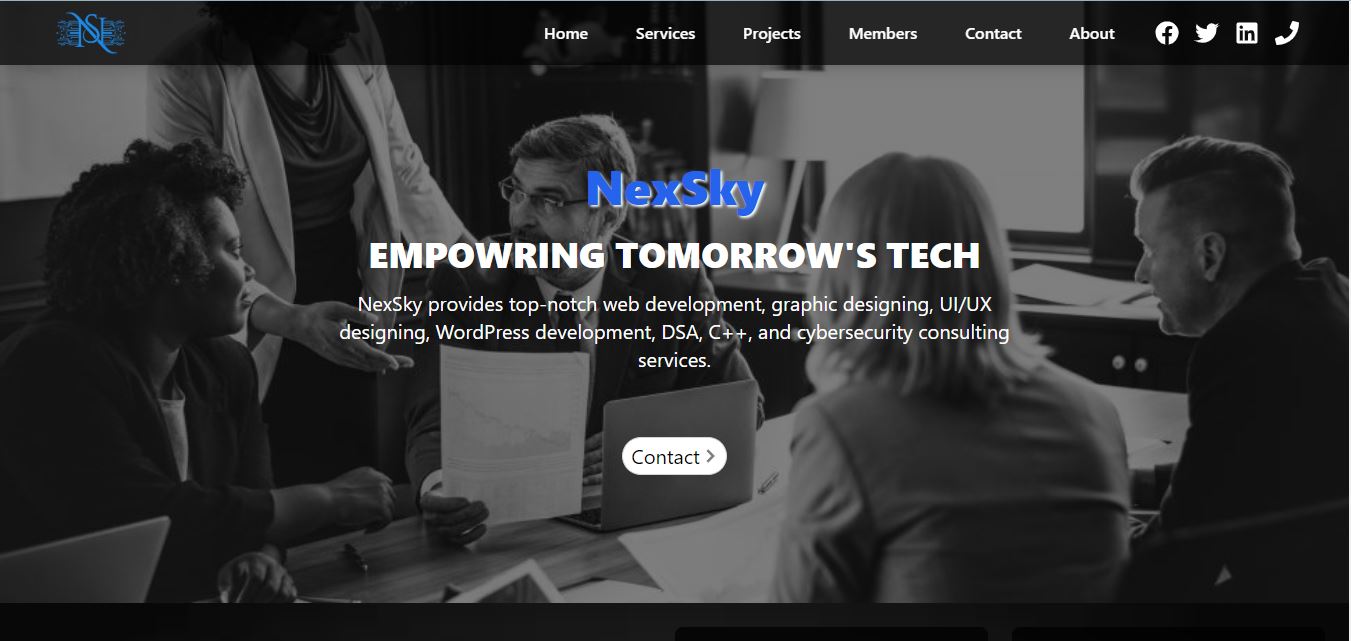 Home Services Projects Members Contact About
NexSky
EMPOWRING TOMORROW'S TECH
NexSky provides top-notch web development, graphic designing, UI/UX
designing, WordPress development, DSA, C++, and cybersecurity consulting
services.
Contact